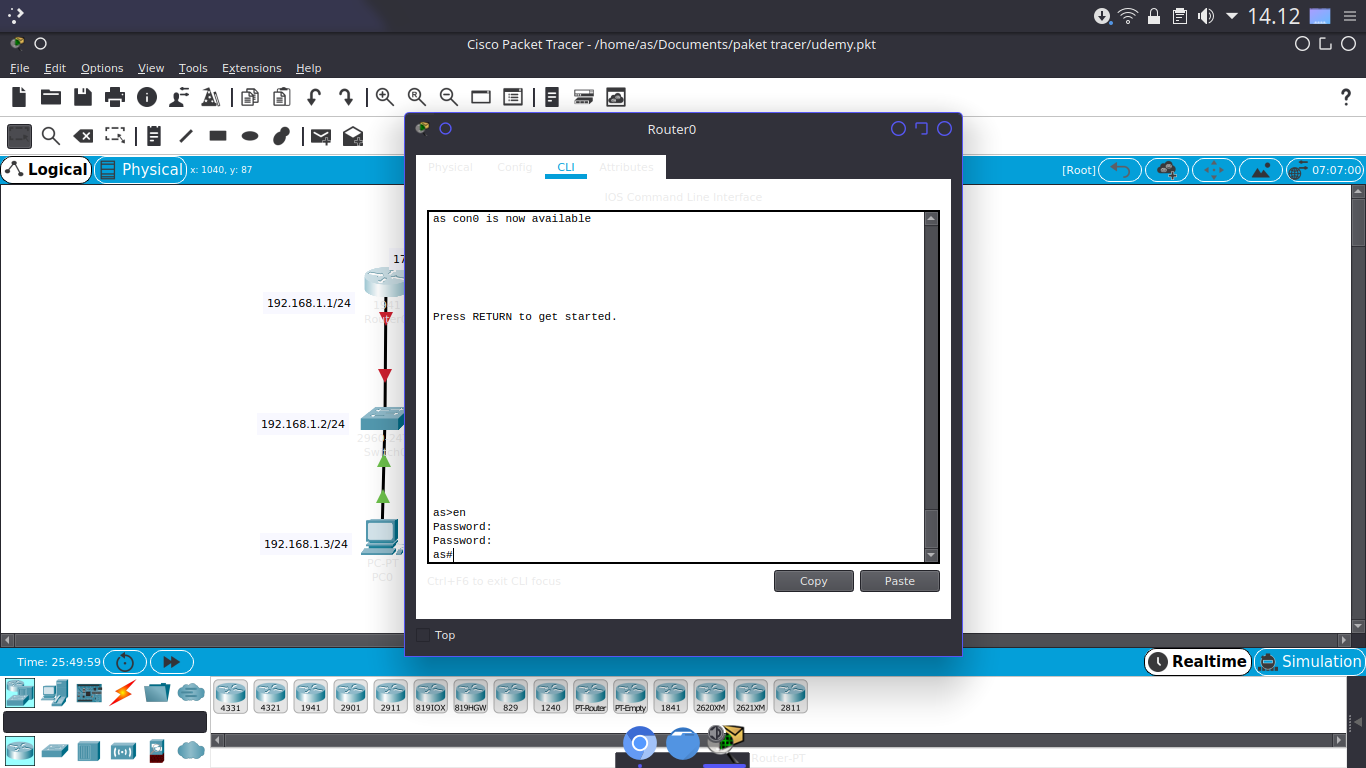 14.12
Cisco Packet Tracer - /home/as/Documents/paket tracer/udemy.pkt
File Edit Options View Tools Extensions Help
Router0
Logical Physical x: 1040, y: 87
[Root] 07:07:00
Physical Config CLI Attributes
IOS Command Line Interface
as con0 is now available
Press RETURN to get started.
as>en
Password:
Password:
as#
Ctrl+F6 to exit CLI focus
Copy Paste
Top
17
192.168.1.1/24
192.168.1.2/24
192.168.1.3/24
PC-PT
PC0
Time: 25:49:59
Realtime Simulation
4331 4321 1941 2901 2911 819IOX 819HGW 829 1240 PT-Router PT-Empty 1841 2620XM 2621XM 2811
Router-PT